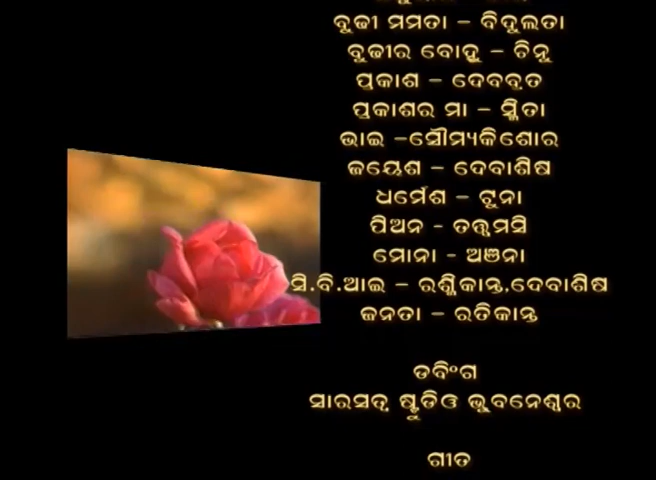 ବୁଢୀ ମମତା – ବିଦୁଲତା
ବୁଢୀର ବୋହୂ – ଚିନୁ
ପ୍ରକାଶ – ଦେବବ୍ରତ
ପ୍ରକାଶର ମା – ସ୍ମିତା
ଭାଇ –ସୌମ୍ୟକିଶୋର
ଜୟେଶ – ଦେବାଶିଷ
ଧର୍ମେଶ – ଟୁନା
ପିଅନ – ତତ୍ତ୍ୱମସି
ମୋନା - ଅଞ୍ଜନା
ସି.ବି.ଆଇ – ରଶ୍ମିକାନ୍ତ,ଦେବାଶିଷ
ଜନତା – ରତିକାନ୍ତ
ଡବିଂଗ
ସାରସତ୍ୱ ଷ୍ଟୁଡିଓ ଭୁବନେଶ୍ୱର
ଗୀତ